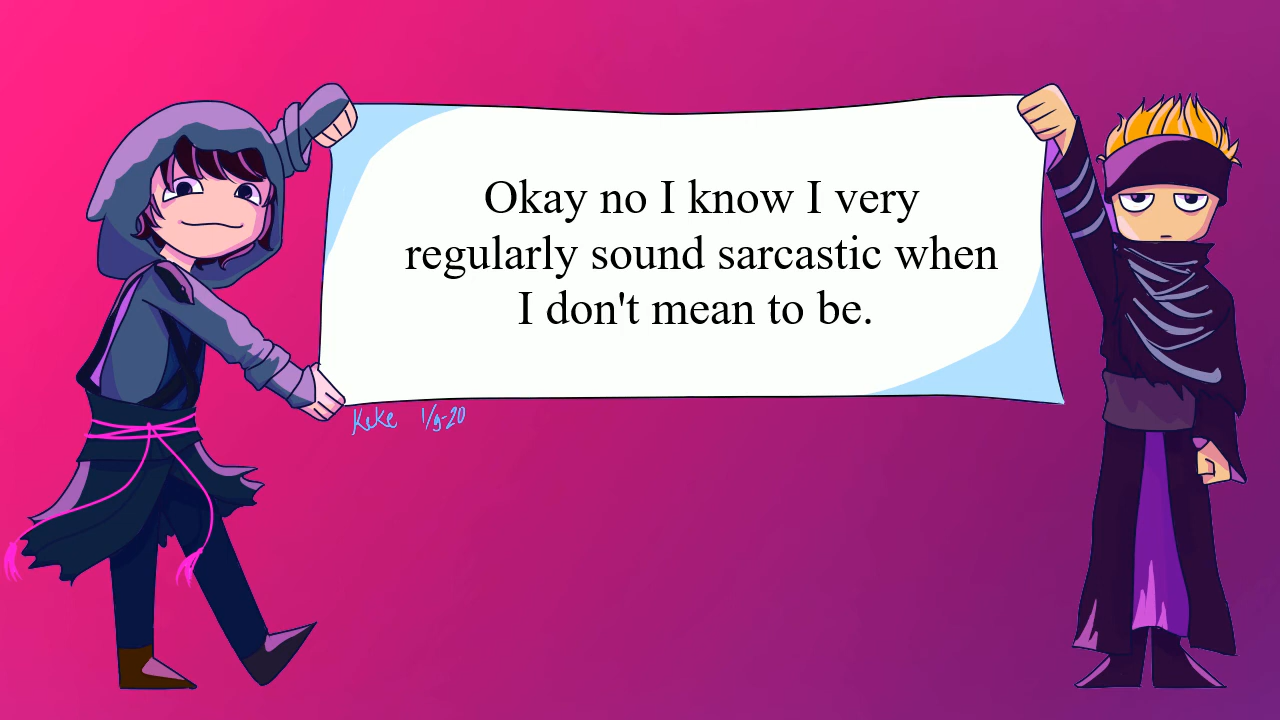 Okay no I know I very
regularly sound sarcastic when
I don't mean to be.
KeKe 1/9-20